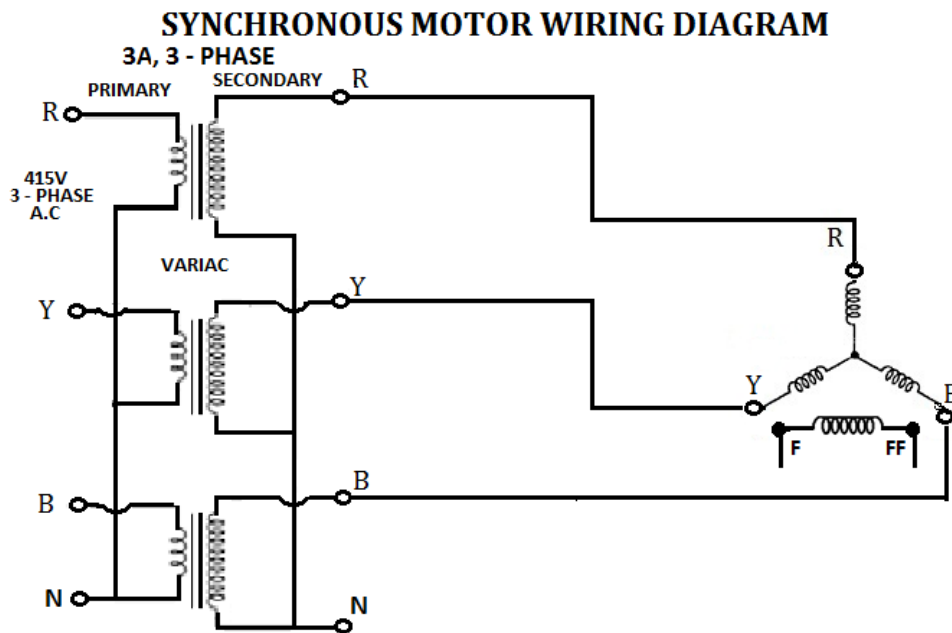 SYNCHRONOUS MOTOR WIRING DIAGRAM
3A, 3 - PHASE
PRIMARY
SECONDARY
R
R
415V
3 - PHASE
A.C
VARIAC
R
Y
Y
Y
B
F
FF
B
B
N
N